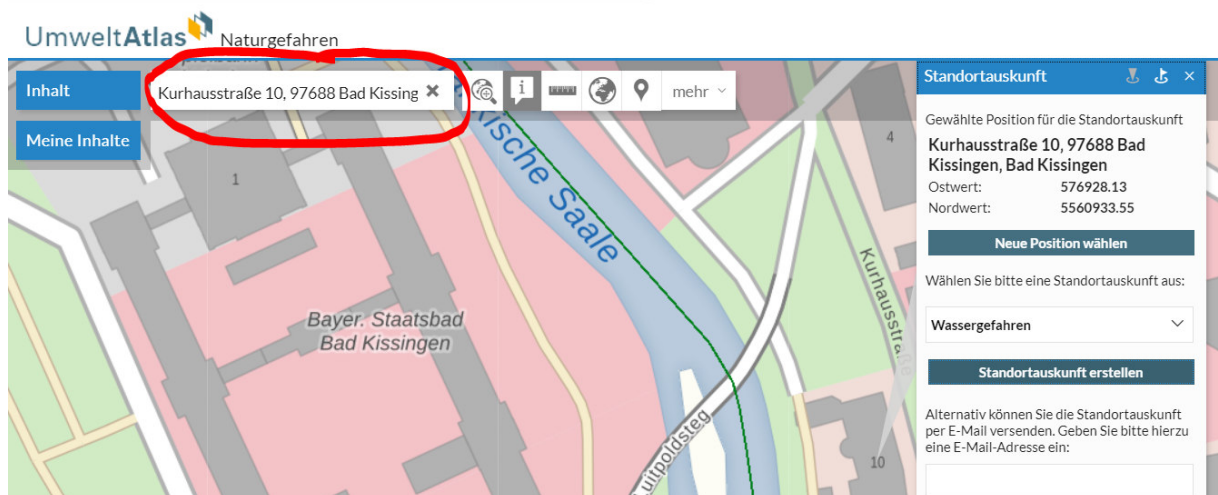 UmweltAtlas Naturgefahren
Inhalt
Kurhausstraße 10, 97688 Bad Kissing
mehr
Meine Inhalte
1
4
Saale
Kurhausstraße
Bayer. Staatsbad
Bad Kissingen
uitpoldsteg
10
Standortauskunft
Gewählte Position für die Standortauskunft
Kurhausstraße 10, 97688 Bad
Kissingen, Bad Kissingen
Ostwert: 576928.13
Nordwert: 5560933.55
Neue Position wählen
Wählen Sie bitte eine Standortauskunft aus:
Wassergefahren
Standortauskunft erstellen
Alternativ können Sie die Standortauskunft
per E-Mail versenden. Geben Sie bitte hierzu
eine E-Mail-Adresse ein: